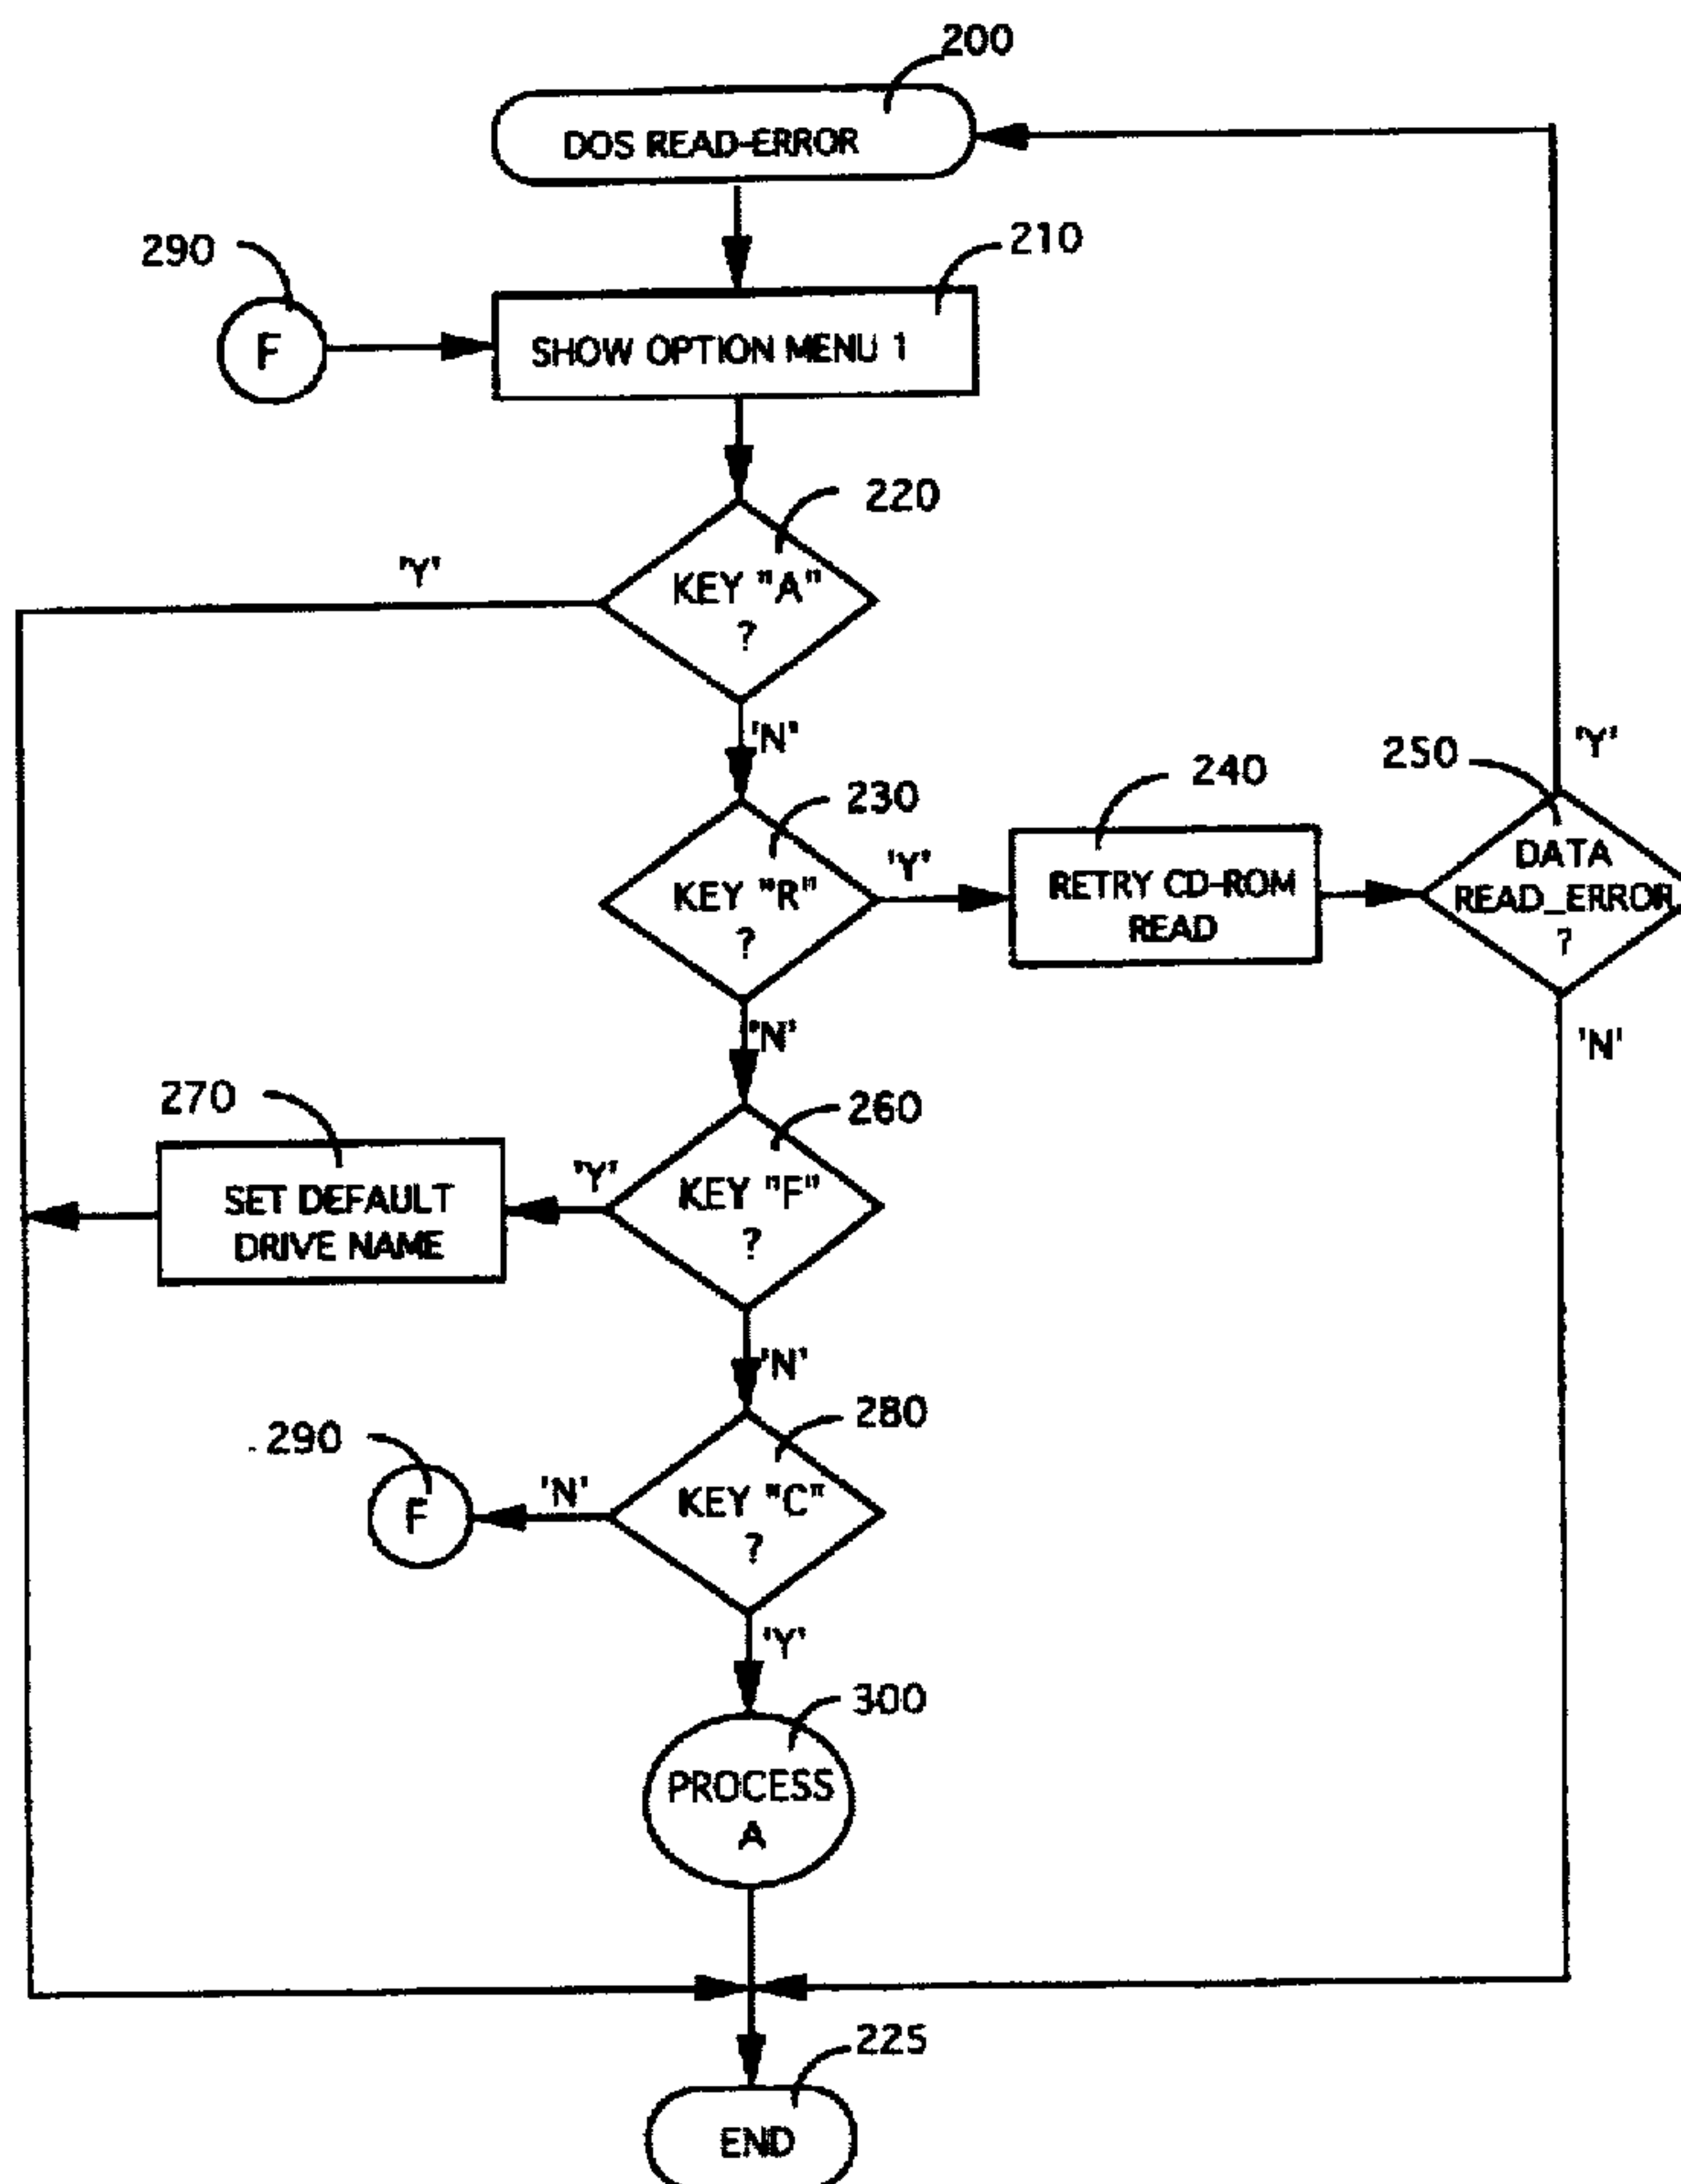 200
DOS READ-ERROR
290
210
F
SHOW OPTION MENU 1
220
'Y'
KEY "A"
?
'N'
230
240
250
'Y'
KEY "R"
?
'Y'
RETRY CD-ROM
READ
DATA
READ_ERROR
?
'N'
'N'
270
260
SET DEFAULT
DRIVE NAME
'Y'
KEY "F"
?
'N'
290
280
F
'N'
KEY "C"
?
'Y'
300
PROCESS
A
225
END